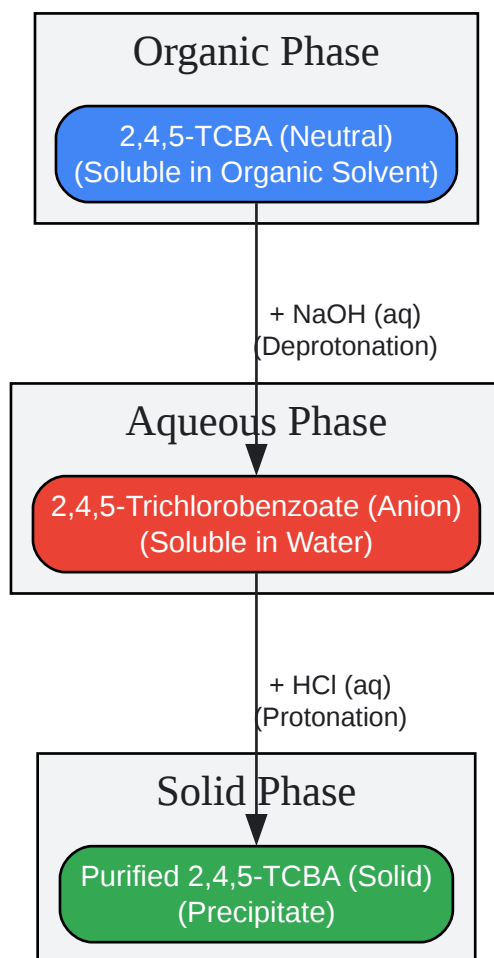 Organic Phase
2,4,5-TCBA (Neutral)
(Soluble in Organic Solvent)
+ NaOH (aq)
(Deprotonation)
Aqueous Phase
2,4,5-Trichlorobenzoate (Anion)
(Soluble in Water)
+ HCl (aq)
(Protonation)
Solid Phase
Purified 2,4,5-TCBA (Solid)
(Precipitate)